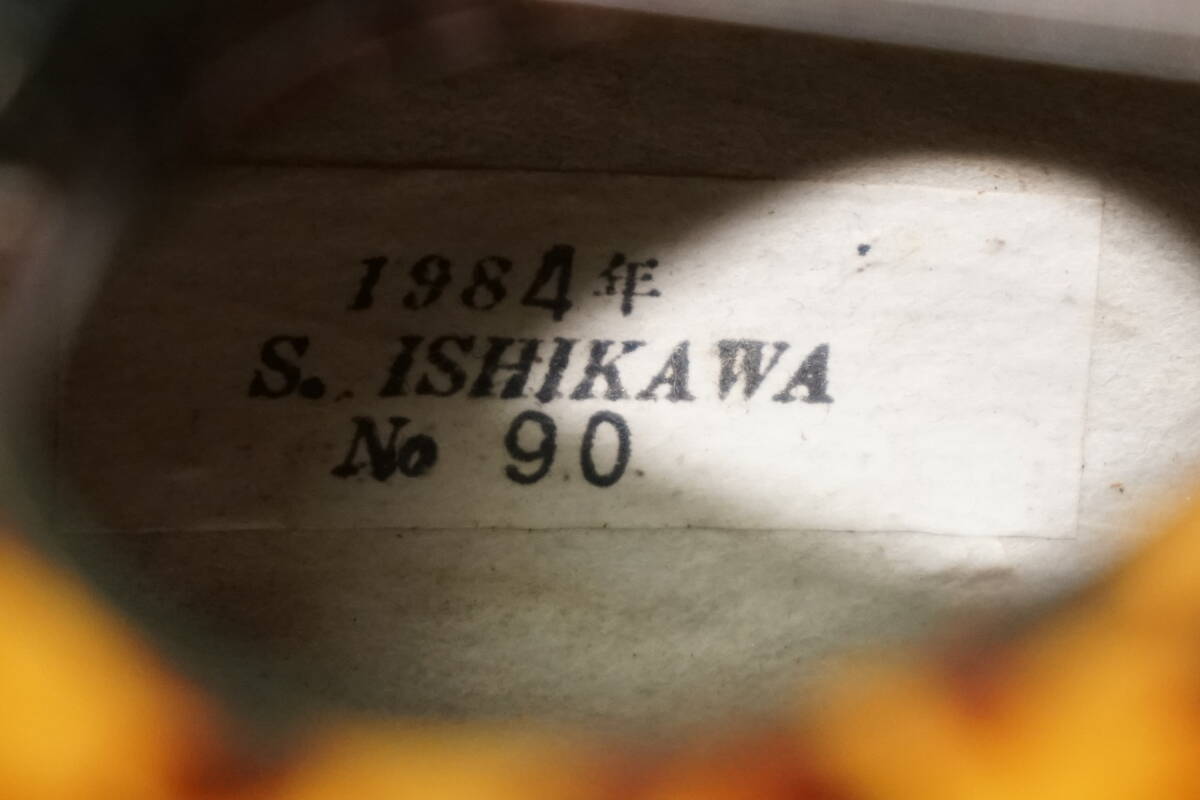 1984年
S. ISHIKAWA
No 90